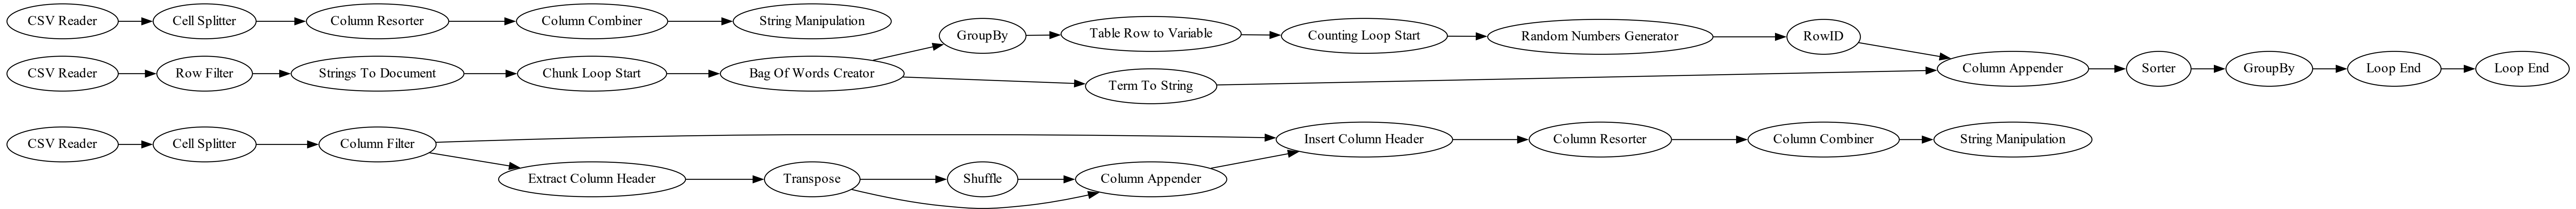 CSV Reader
Cell Splitter
Column Resorter
Column Combiner
String Manipulation
CSV Reader
Row Filter
Strings To Document
Chunk Loop Start
Bag Of Words Creator
GroupBy
Table Row to Variable
Counting Loop Start
Random Numbers Generator
RowID
Term To String
Column Appender
Sorter
GroupBy
Loop End
Loop End
CSV Reader
Cell Splitter
Column Filter
Extract Column Header
Transpose
Shuffle
Column Appender
Insert Column Header
Column Resorter
Column Combiner
String Manipulation